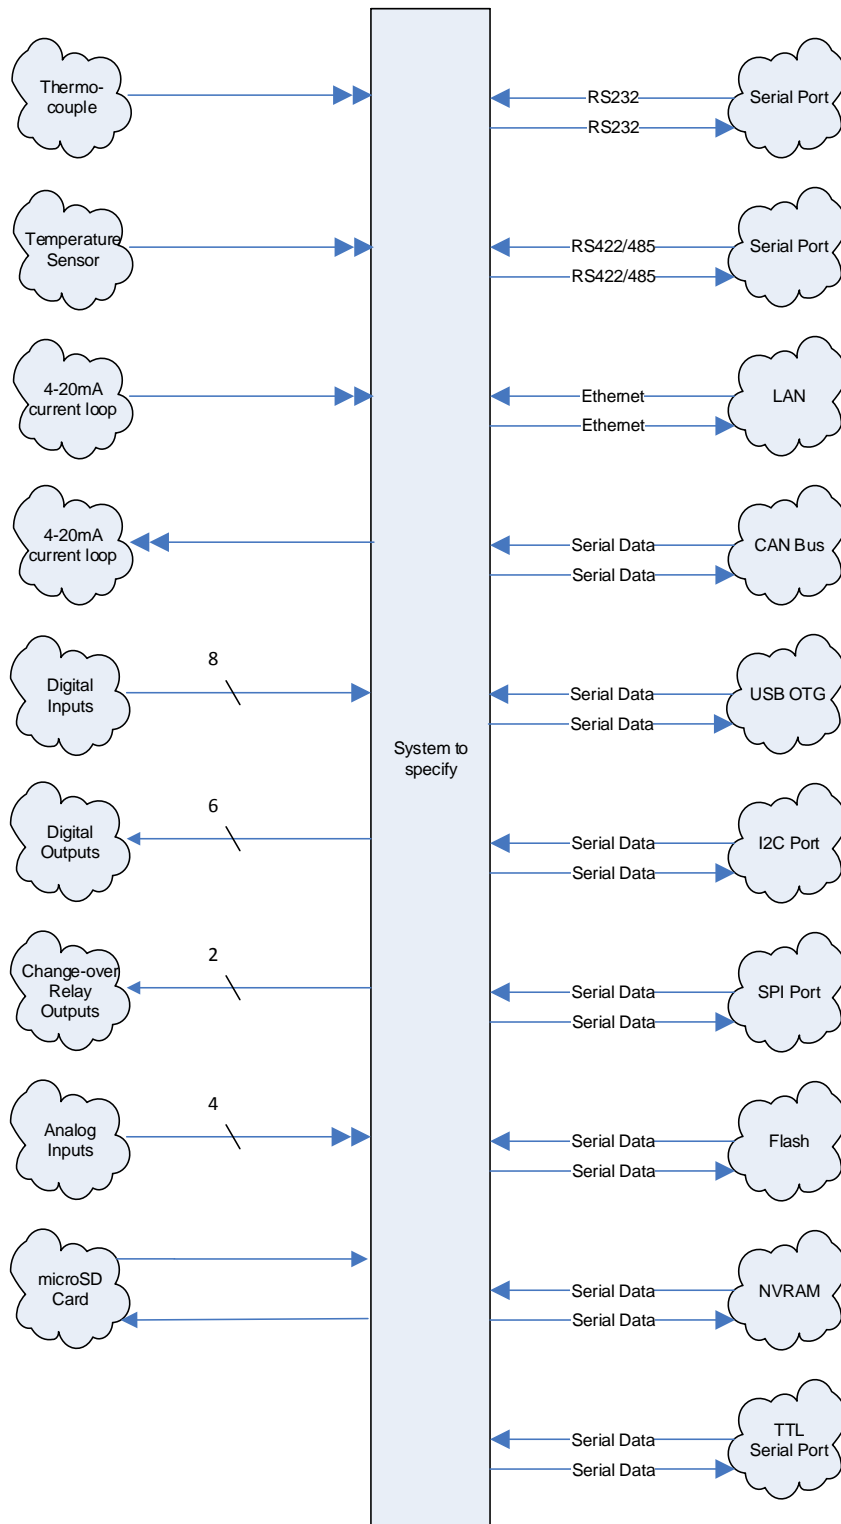 Thermo-
couple
RS232
RS232
Serial Port
Temperature
Sensor
RS422/485
RS422/485
Serial Port
4-20mA
current loop
Ethernet
Ethernet
LAN
4-20mA
current loop
Serial Data
Serial Data
CAN Bus
Digital
Inputs
8
System to
specify
Serial Data
Serial Data
USB OTG
Digital
Outputs
6
Serial Data
Serial Data
I2C Port
Change-over
Relay
Outputs
2
Serial Data
Serial Data
SPI Port
Analog
Inputs
4
Serial Data
Serial Data
Flash
microSD
Card
Serial Data
Serial Data
NVRAM
Serial Data
Serial Data
TTL
Serial Port